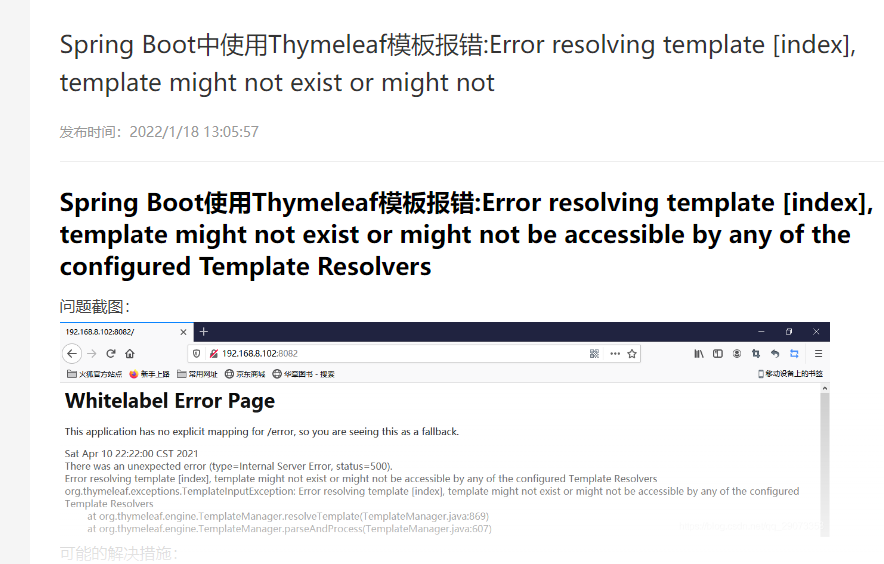 Spring Boot中使用Thymeleaf模板报错:Error resolving template [index],
template might not exist or might not
发布时间：2022/1/18 13:05:57
Spring Boot使用Thymeleaf模板报错:Error resolving template [index],
template might not exist or might not be accessible by any of the
configured Template Resolvers
问题截图：
192.168.8.102:8082/
192.168.8.102:8082
火狐官方站点 新手上路 常用网址 京东商城 华章图书 - 搜索 移动设备上的书签
Whitelabel Error Page
This application has no explicit mapping for /error, so you are seeing this as a fallback.
Sat Apr 10 22:22:00 CST 2021
There was an unexpected error (type=Internal Server Error, status=500).
Error resolving template [index], template might not exist or might not be accessible by any of the configured Template Resolvers
org.thymeleaf.exceptions.TemplateInputException: Error resolving template [index], template might not exist or might not be accessible by any of the configured
Template Resolvers
at org.thymeleaf.engine.TemplateManager.resolveTemplate(TemplateManager.java:869)
at org.thymeleaf.engine.TemplateManager.parseAndProcess(TemplateManager.java:607)
可能的解决措施：